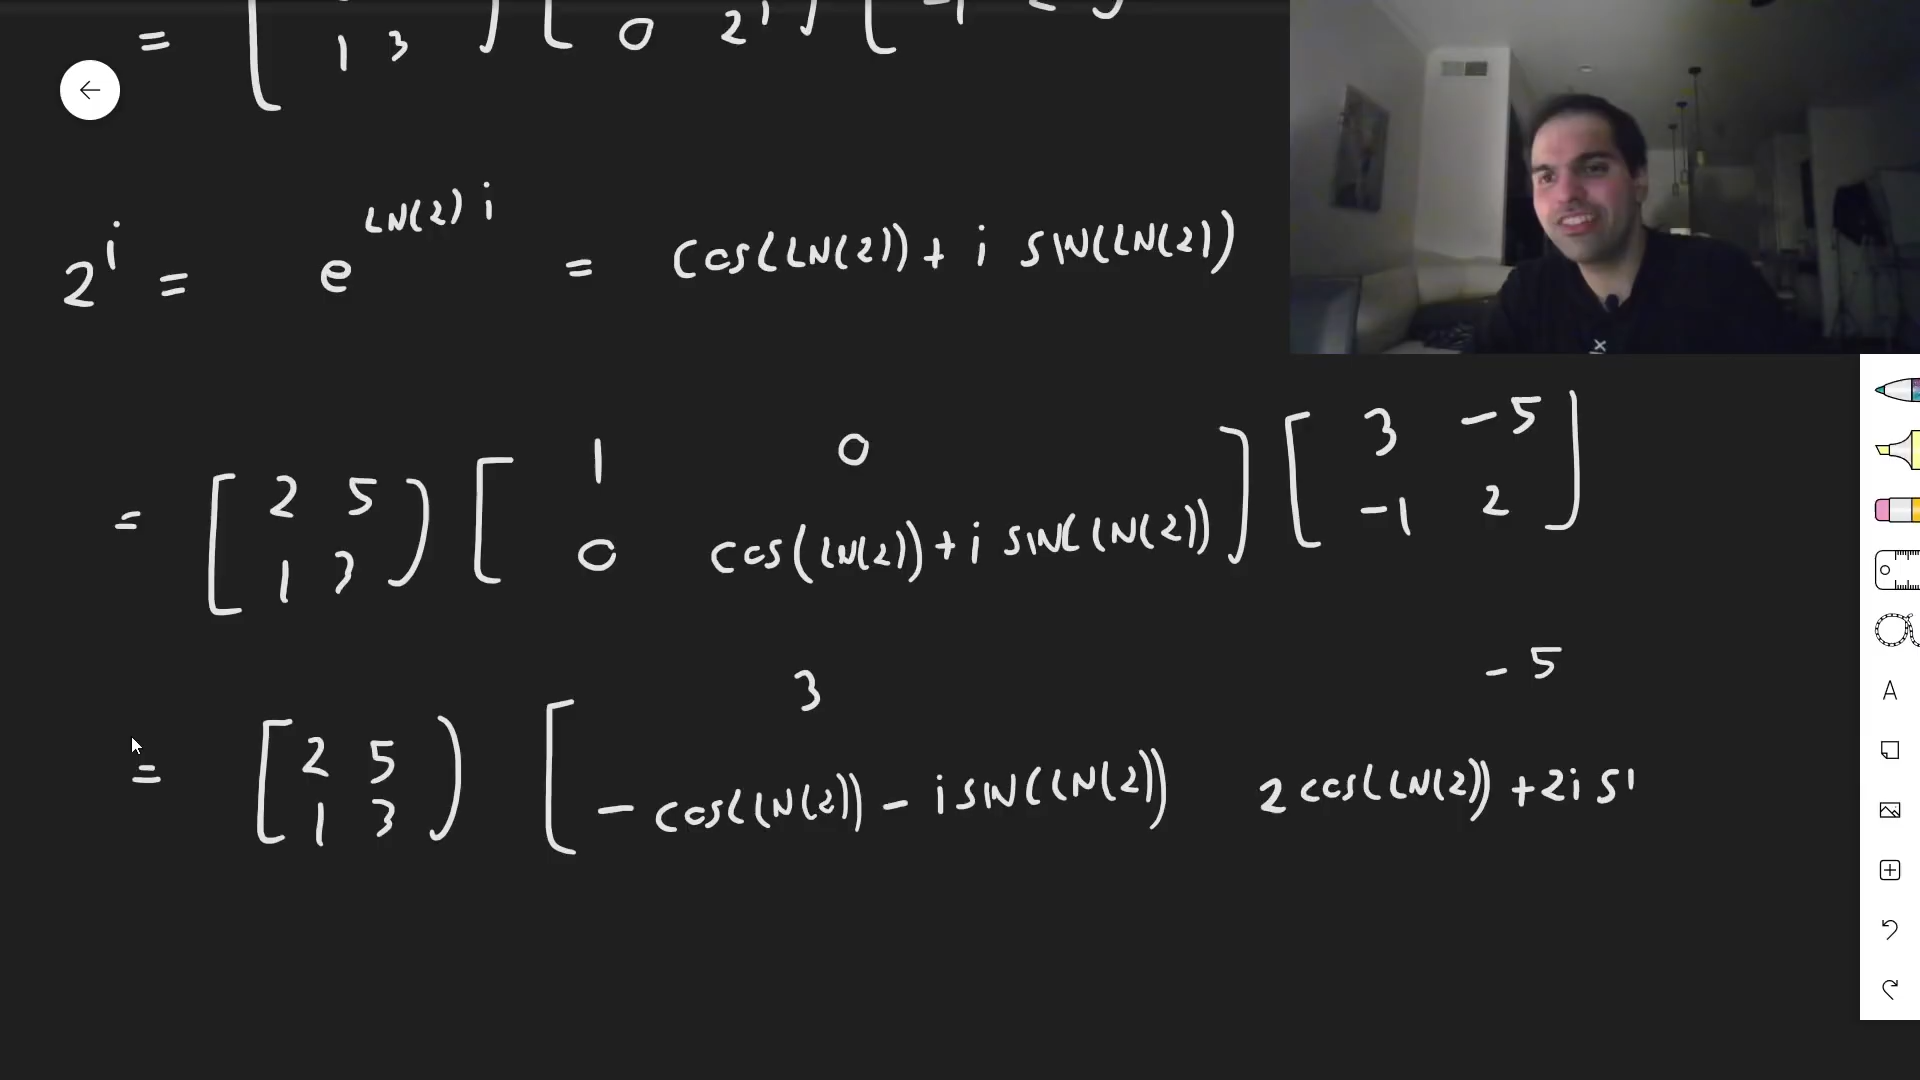 = [ 1 3 ] [ 0 2^i ] [ -1
2^i = e^{LN(2) i} = cos(LN(2)) + i SIN(LN(2))
= [ 2 5
1 3 ] [ 1 0
0 cos(LN(2)) + i SIN(LN(2)) ] [ 3 -5
-1 2 ]
= [ 2 5
1 3 ] [ 3 -5
- cos(LN(2)) - i SIN(LN(2)) 2 cos(LN(2)) + 2i SI
A